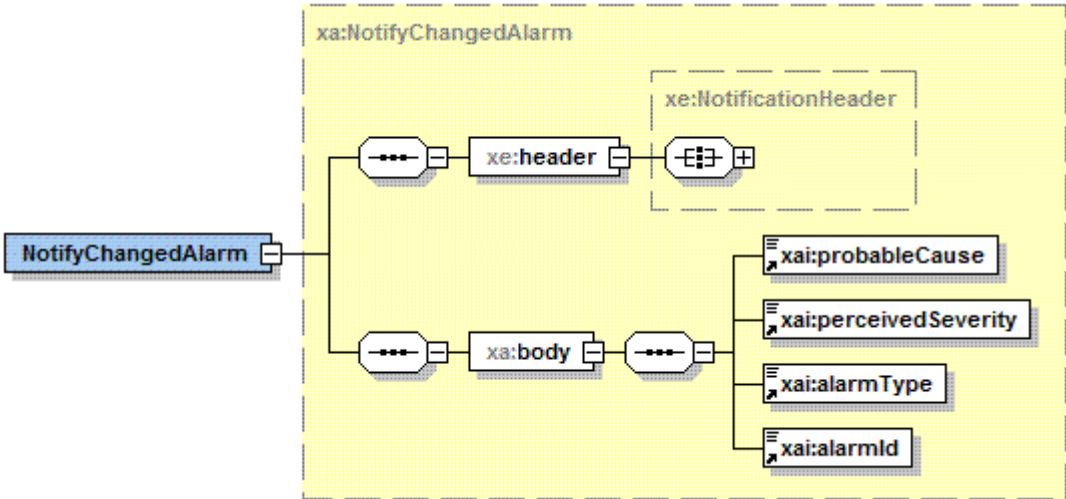 xa:NotifyChangedAlarm
xe:NotificationHeader
xe:header
NotifyChangedAlarm
xai:probableCause
xai:perceivedSeverity
xa:body
xai:alarmType
xai:alarmId